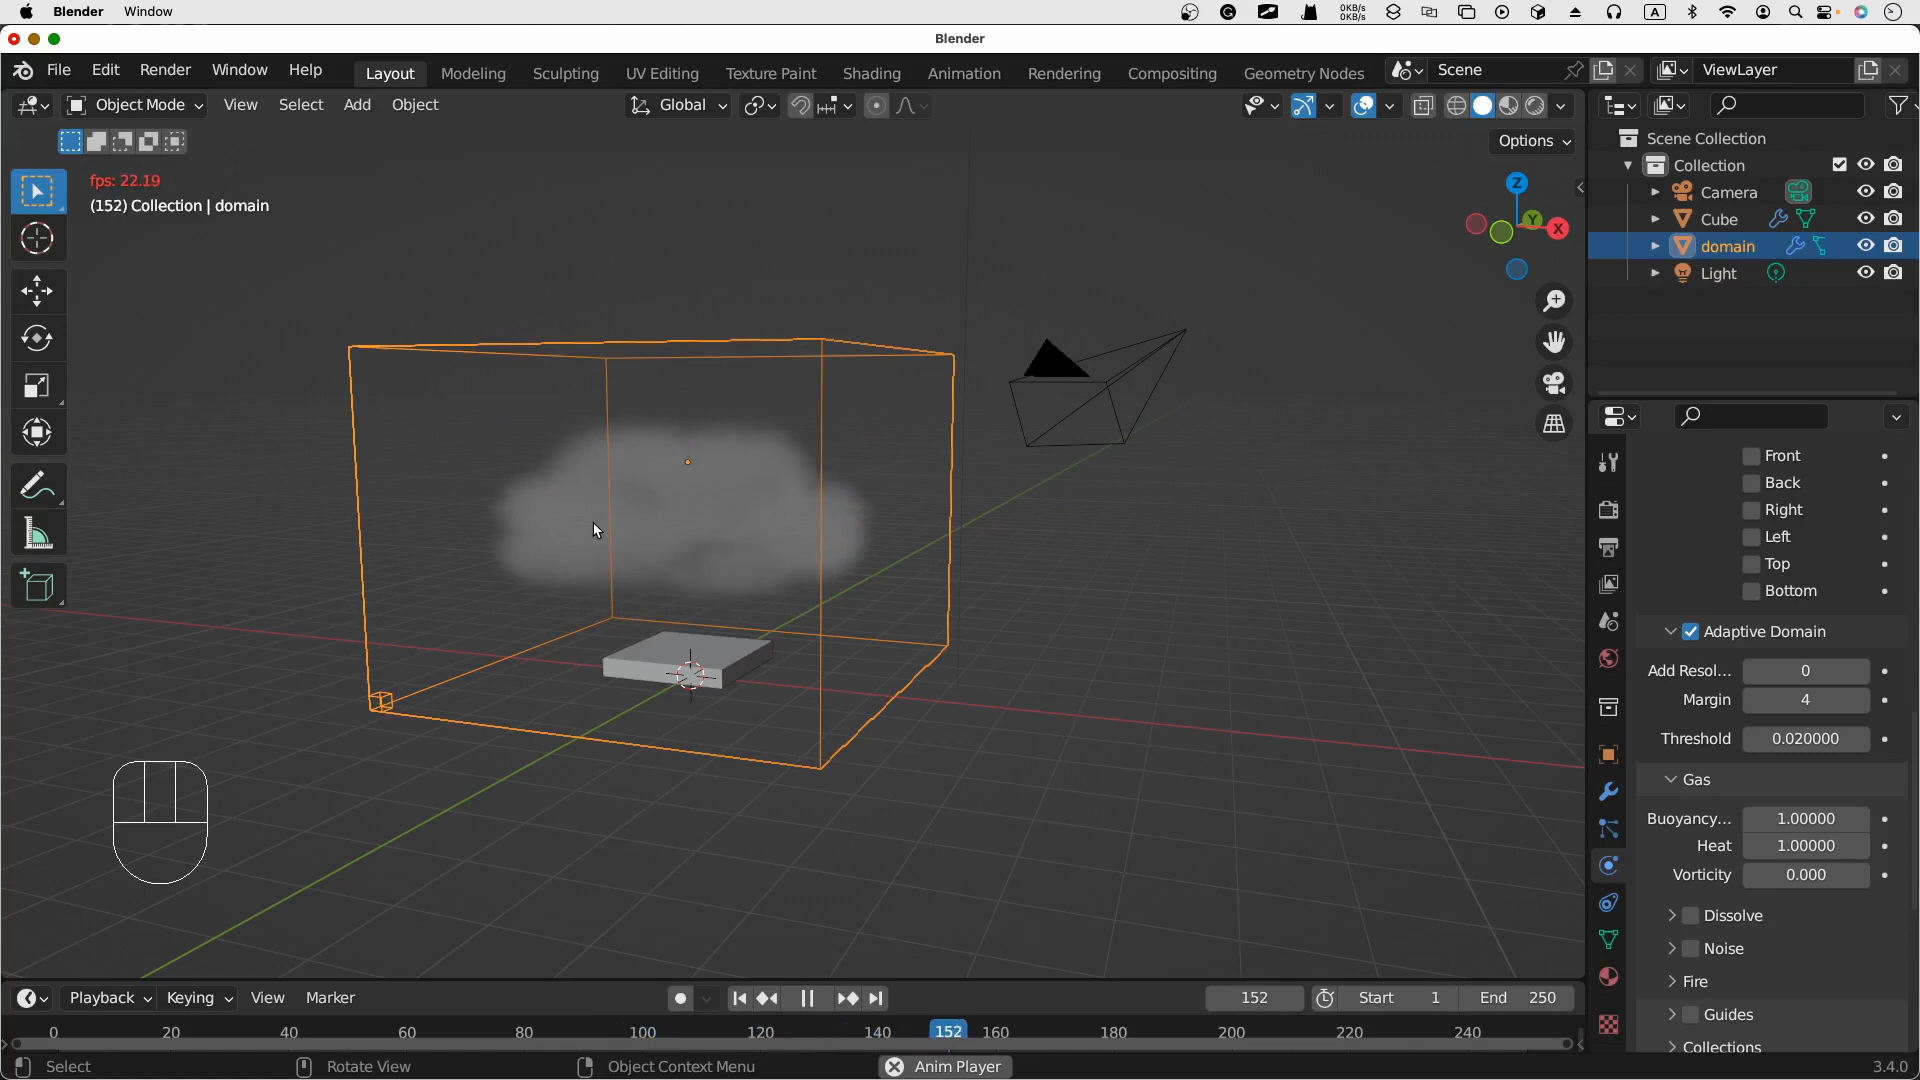 Blender Window
0KB/s
0KB/s
A
Blender
File Edit Render Window Help
Layout Modeling Sculpting UV Editing Texture Paint Shading Animation Rendering Compositing Geometry Nodes
Scene
ViewLayer
Object Mode View Select Add Object
Global
Options
fps: 22.19
(152) Collection | domain
Z
Y
X
Scene Collection
Collection
Camera
Cube
domain
Light
Front
Back
Right
Left
Top
Bottom
Adaptive Domain
Add Resol... 0
Margin 4
Threshold 0.020000
Gas
Buoyancy... 1.00000
Heat 1.00000
Vorticity 0.000
Dissolve
Noise
Fire
Guides
Collections
Playback Keying View Marker
152 Start 1 End 250
0 20 40 60 80 100 120 140 152 160 180 200 220 240
Select Rotate View Object Context Menu Anim Player 3.4.0